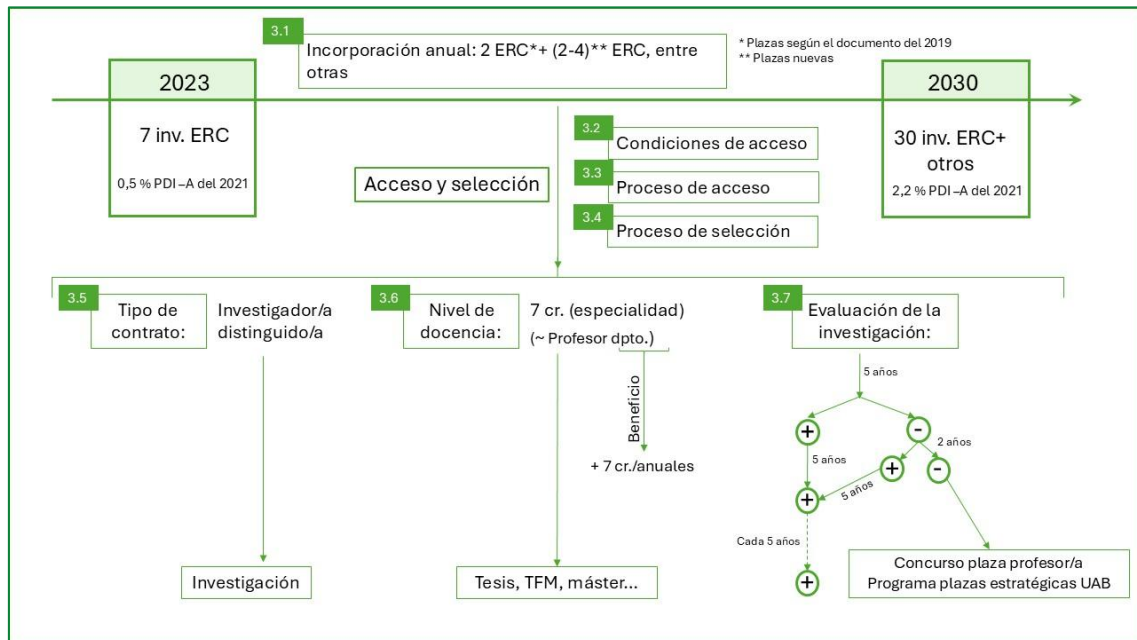 3.1
Incorporación anual: 2 ERC*+ (2-4)** ERC, entre
otras
* Plazas según el documento del 2019
** Plazas nuevas
2023
7 inv. ERC
0,5 % PDI –A del 2021
2030
30 inv. ERC+
otros
2,2 % PDI –A del 2021
Acceso y selección
3.2
Condiciones de acceso
3.3
Proceso de acceso
3.4
Proceso de selección
3.5
Tipo de
contrato:
Investigador/a
distinguido/a
Investigación
3.6
Nivel de
docencia:
7 cr. (especialidad)
(~ Profesor dpto.)
Beneficio
+ 7 cr./anuales
Tesis, TFM, máster...
3.7
Evaluación de la
investigación:
5 años
+
-
2 años
5 años
+
-
5 años
+
Cada 5 años
+
Concurso plaza profesor/a
Programa plazas estratégicas UAB